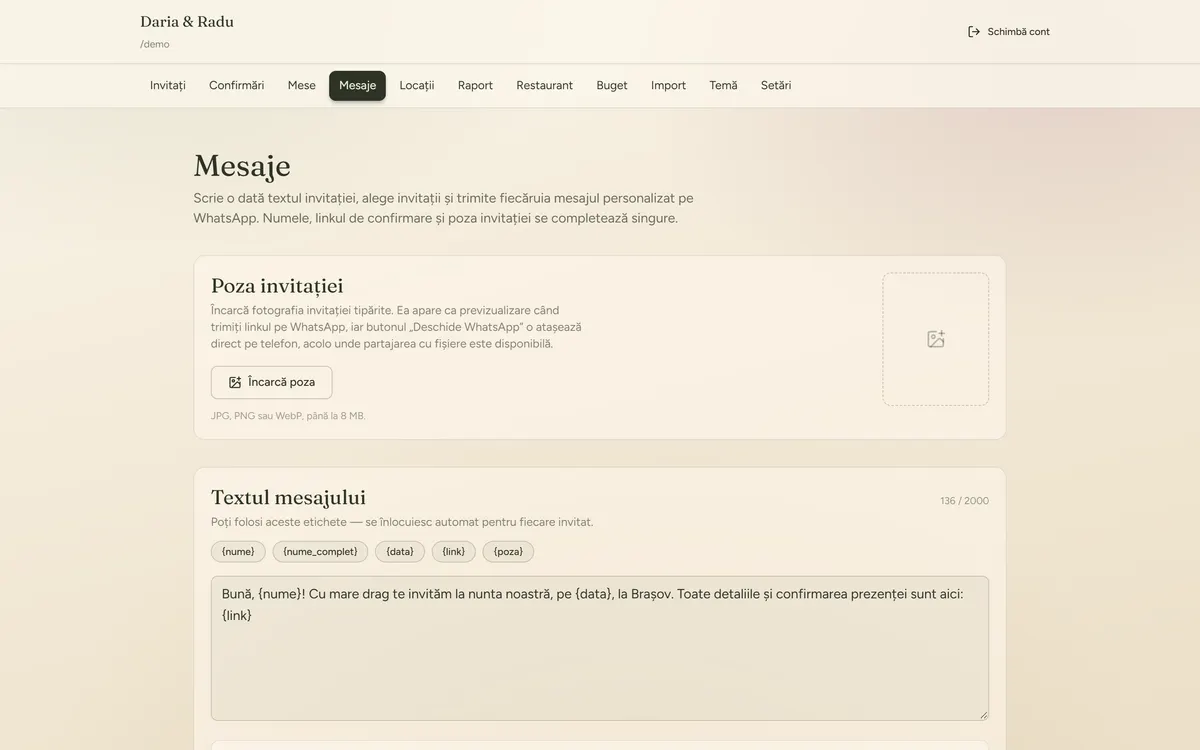 Daria & Radu
/demo
Schimbă cont
Invitați
Confirmări
Mese
Mesaje
Locații
Raport
Restaurant
Buget
Import
Temă
Setări
Mesaje
Scrie o dată textul invitației, alege invitații și trimite fiecăruia mesajul personalizat pe
WhatsApp. Numele, linkul de confirmare și poza invitației se completează singure.
Poza invitației
Încarcă fotografia invitației tipărite. Ea apare ca previzualizare când
trimiți linkul pe WhatsApp, iar butonul „Deschide WhatsApp” o atașează
direct pe telefon, acolo unde partajarea cu fișiere este disponibilă.
Încarcă poza
JPG, PNG sau WebP, până la 8 MB.
Textul mesajului
136 / 2000
Poți folosi aceste etichete — se înlocuiesc automat pentru fiecare invitat.
{nume}
{nume_complet}
{data}
{link}
{poza}
Bună, {nume}! Cu mare drag te invităm la nunta noastră, pe {data}, la Brașov. Toate detaliile și confirmarea prezenței sunt aici:
{link}